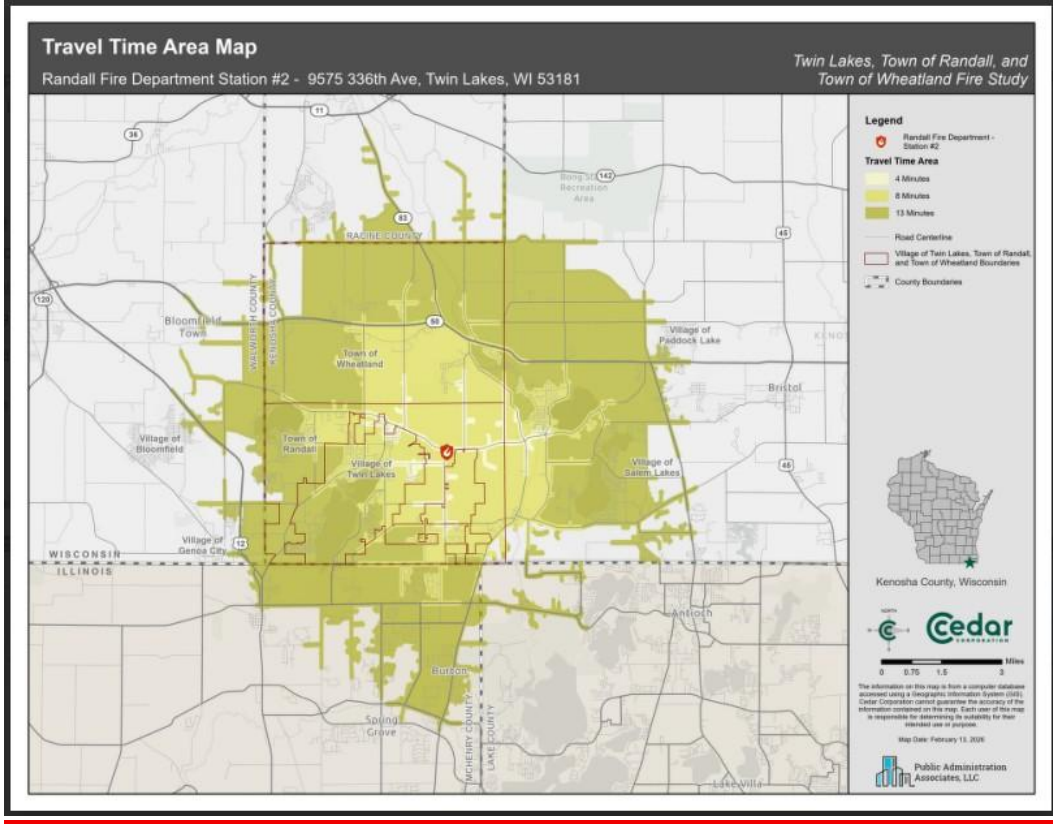 Travel Time Area Map
Randall Fire Department Station #2 - 9575 336th Ave, Twin Lakes, WI 53181
Twin Lakes, Town of Randall, and
Town of Wheatland Fire Study
11
36
142
Bong State
Recreation
Area
83
45
RACINE COUNTY
WALWORTH COUNTY
KENOSHA COUNTY
120
50
Bloomfield
Town
Village of
Paddock Lake
Town of
Wheatland
Bristol
Village of
Bloomfield
Town of
Randall
Village of
Twin Lakes
Village of
Salem Lakes
45
12
Village of
Genoa City
WISCONSIN
ILLINOIS
Antioch
Burton
Spring
Grove
MCHENRY COUNTY
LAKE COUNTY
Lake Villa
Legend
Randall Fire Department -
Station #2
Travel Time Area
4 Minutes
8 Minutes
13 Minutes
Road Centerline
Village of Twin Lakes, Town of Randall,
and Town of Wheatland Boundaries
County Boundaries
Kenosha County, Wisconsin
NORTH
Cedar
CORPORATION
Miles
0 0.75 1.5 3
The information on this map is from a computer database
accessed using a Geographic Information System (GIS).
Cedar Corporation cannot guarantee the accuracy of the
information contained on this map. Each user of this map
is responsible for determining its suitability for their
intended use or purpose.
Map Date: February 13, 2026
Public Administration
Associates, LLC